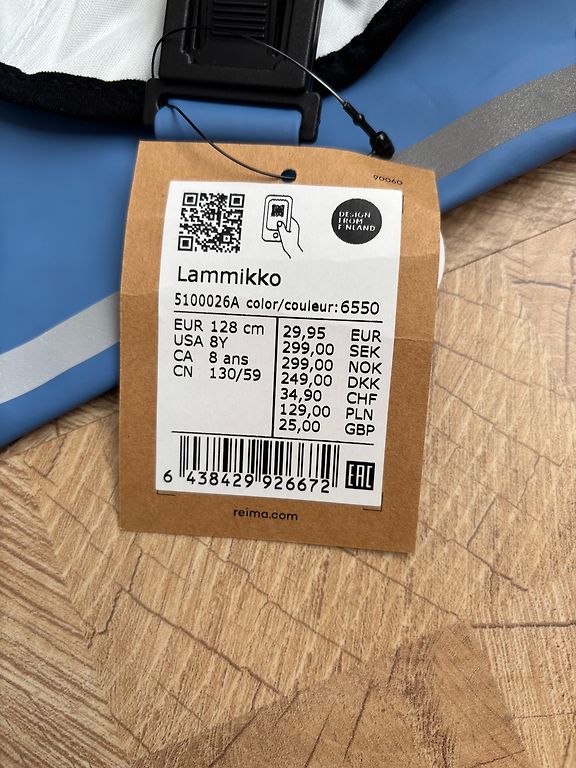 90060
DESIGN
FROM
FINLAND
Lammikko
5100026A color/couleur: 6550
EUR 128 cm
USA 8Y
CA 8 ans
CN 130/59
29,95 EUR
299,00 SEK
299,00 NOK
249,00 DKK
34,90 CHF
129,00 PLN
25,00 GBP
6 438429 926672
EAC
reima.com